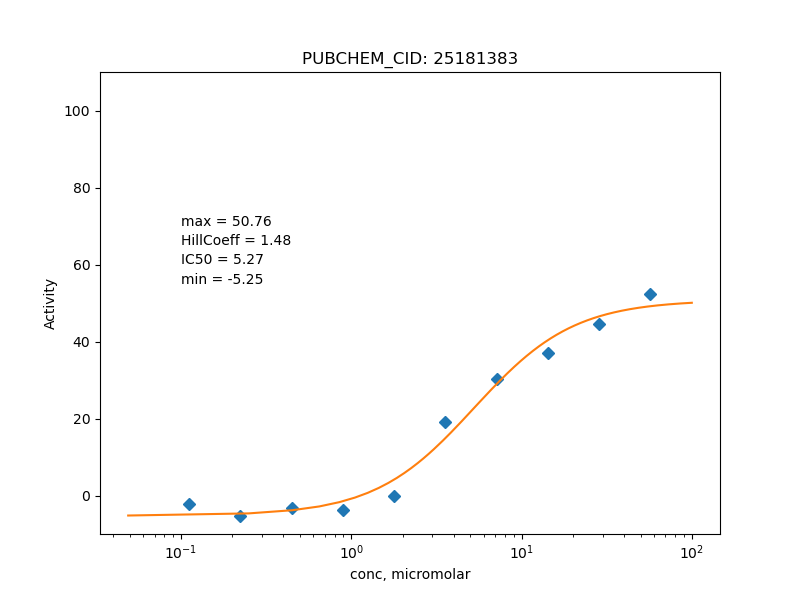 PUBCHEM_CID: 25181383
100
80
60
40
20
0
Activity
max = 50.76
HillCoeff = 1.48
IC50 = 5.27
min = -5.25
10⁻¹ 10⁰ 10¹ 10²
conc, micromolar